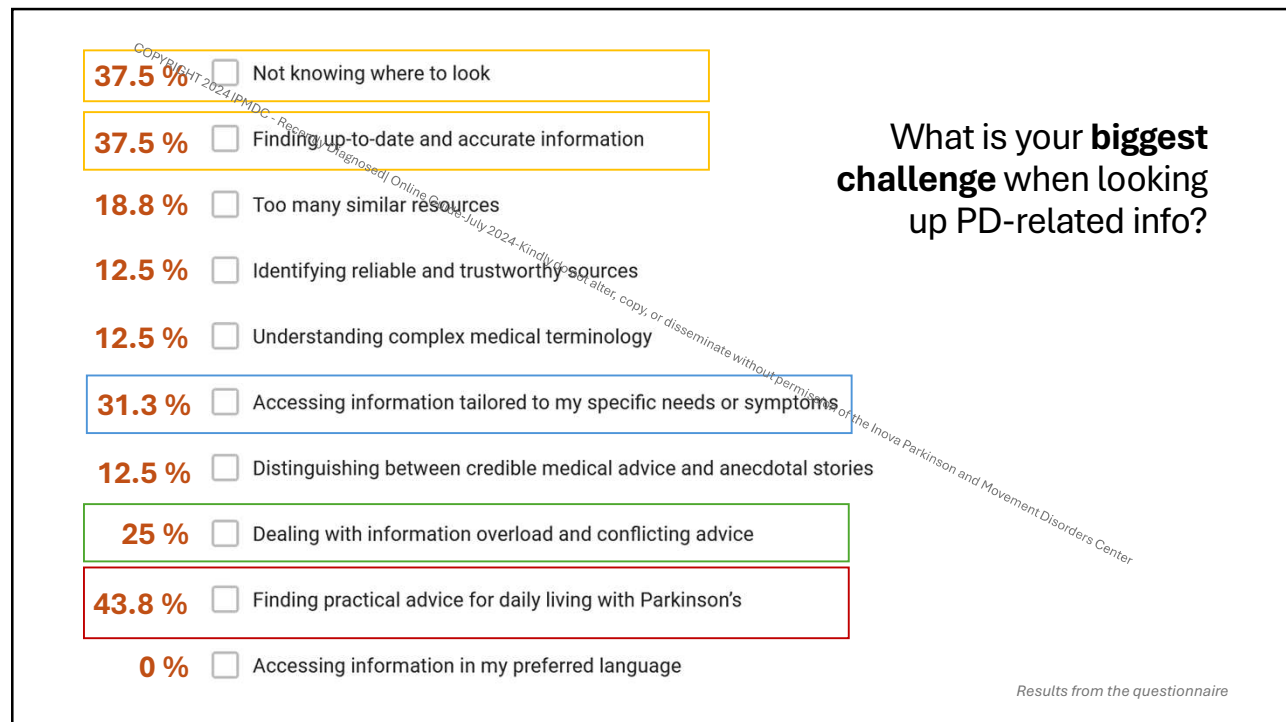 37.5 % Not knowing where to look
37.5 % Finding up-to-date and accurate information
18.8 % Too many similar resources
12.5 % Identifying reliable and trustworthy sources
12.5 % Understanding complex medical terminology
31.3 % Accessing information tailored to my specific needs or symptoms
12.5 % Distinguishing between credible medical advice and anecdotal stories
25 % Dealing with information overload and conflicting advice
43.8 % Finding practical advice for daily living with Parkinson's
0 % Accessing information in my preferred language
What is your biggest
challenge when looking
up PD-related info?
Results from the questionnaire
COPYRIGHT 2024 IPMDC - Recently Diagnosed| Online Guide-July 2024-Kindly do not alter, copy, or disseminate without permission of the Inova Parkinson and Movement Disorders Center